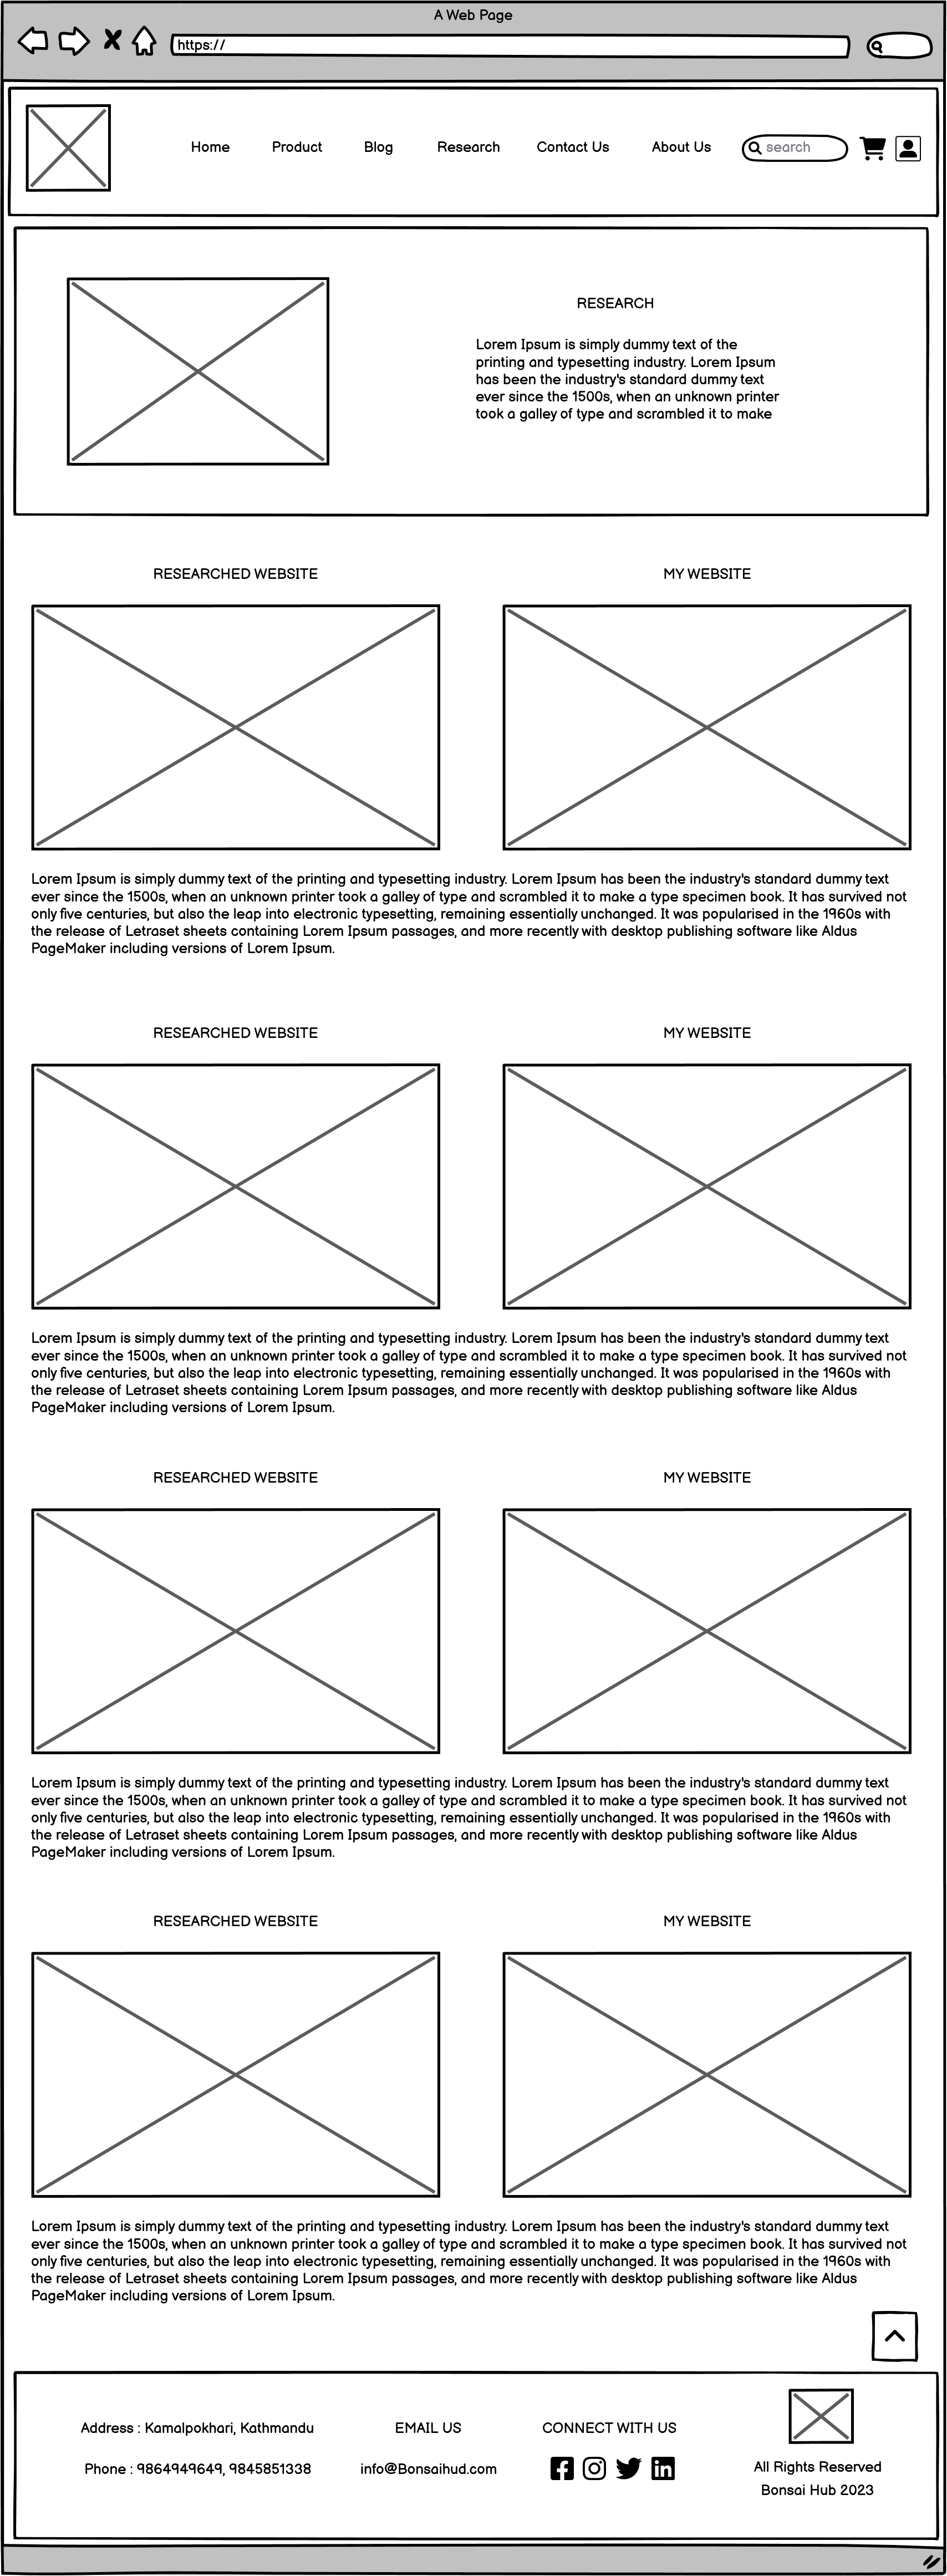 A Web Page
https://
Home Product Blog Research Contact Us About Us search
RESEARCH
Lorem Ipsum is simply dummy text of the
printing and typesetting industry. Lorem Ipsum
has been the industry's standard dummy text
ever since the 1500s, when an unknown printer
took a galley of type and scrambled it to make
RESEARCHED WEBSITE MY WEBSITE
Lorem Ipsum is simply dummy text of the printing and typesetting industry. Lorem Ipsum has been the industry's standard dummy text
ever since the 1500s, when an unknown printer took a galley of type and scrambled it to make a type specimen book. It has survived not
only five centuries, but also the leap into electronic typesetting, remaining essentially unchanged. It was popularised in the 1960s with
the release of Letraset sheets containing Lorem Ipsum passages, and more recently with desktop publishing software like Aldus
PageMaker including versions of Lorem Ipsum.
RESEARCHED WEBSITE MY WEBSITE
Lorem Ipsum is simply dummy text of the printing and typesetting industry. Lorem Ipsum has been the industry's standard dummy text
ever since the 1500s, when an unknown printer took a galley of type and scrambled it to make a type specimen book. It has survived not
only five centuries, but also the leap into electronic typesetting, remaining essentially unchanged. It was popularised in the 1960s with
the release of Letraset sheets containing Lorem Ipsum passages, and more recently with desktop publishing software like Aldus
PageMaker including versions of Lorem Ipsum.
RESEARCHED WEBSITE MY WEBSITE
Lorem Ipsum is simply dummy text of the printing and typesetting industry. Lorem Ipsum has been the industry's standard dummy text
ever since the 1500s, when an unknown printer took a galley of type and scrambled it to make a type specimen book. It has survived not
only five centuries, but also the leap into electronic typesetting, remaining essentially unchanged. It was popularised in the 1960s with
the release of Letraset sheets containing Lorem Ipsum passages, and more recently with desktop publishing software like Aldus
PageMaker including versions of Lorem Ipsum.
RESEARCHED WEBSITE MY WEBSITE
Lorem Ipsum is simply dummy text of the printing and typesetting industry. Lorem Ipsum has been the industry's standard dummy text
ever since the 1500s, when an unknown printer took a galley of type and scrambled it to make a type specimen book. It has survived not
only five centuries, but also the leap into electronic typesetting, remaining essentially unchanged. It was popularised in the 1960s with
the release of Letraset sheets containing Lorem Ipsum passages, and more recently with desktop publishing software like Aldus
PageMaker including versions of Lorem Ipsum.
Address : Kamalpokhari, Kathmandu
Phone : 9864949649, 9845851338
EMAIL US
info@Bonsaihud.com
CONNECT WITH US
All Rights Reserved
Bonsai Hub 2023